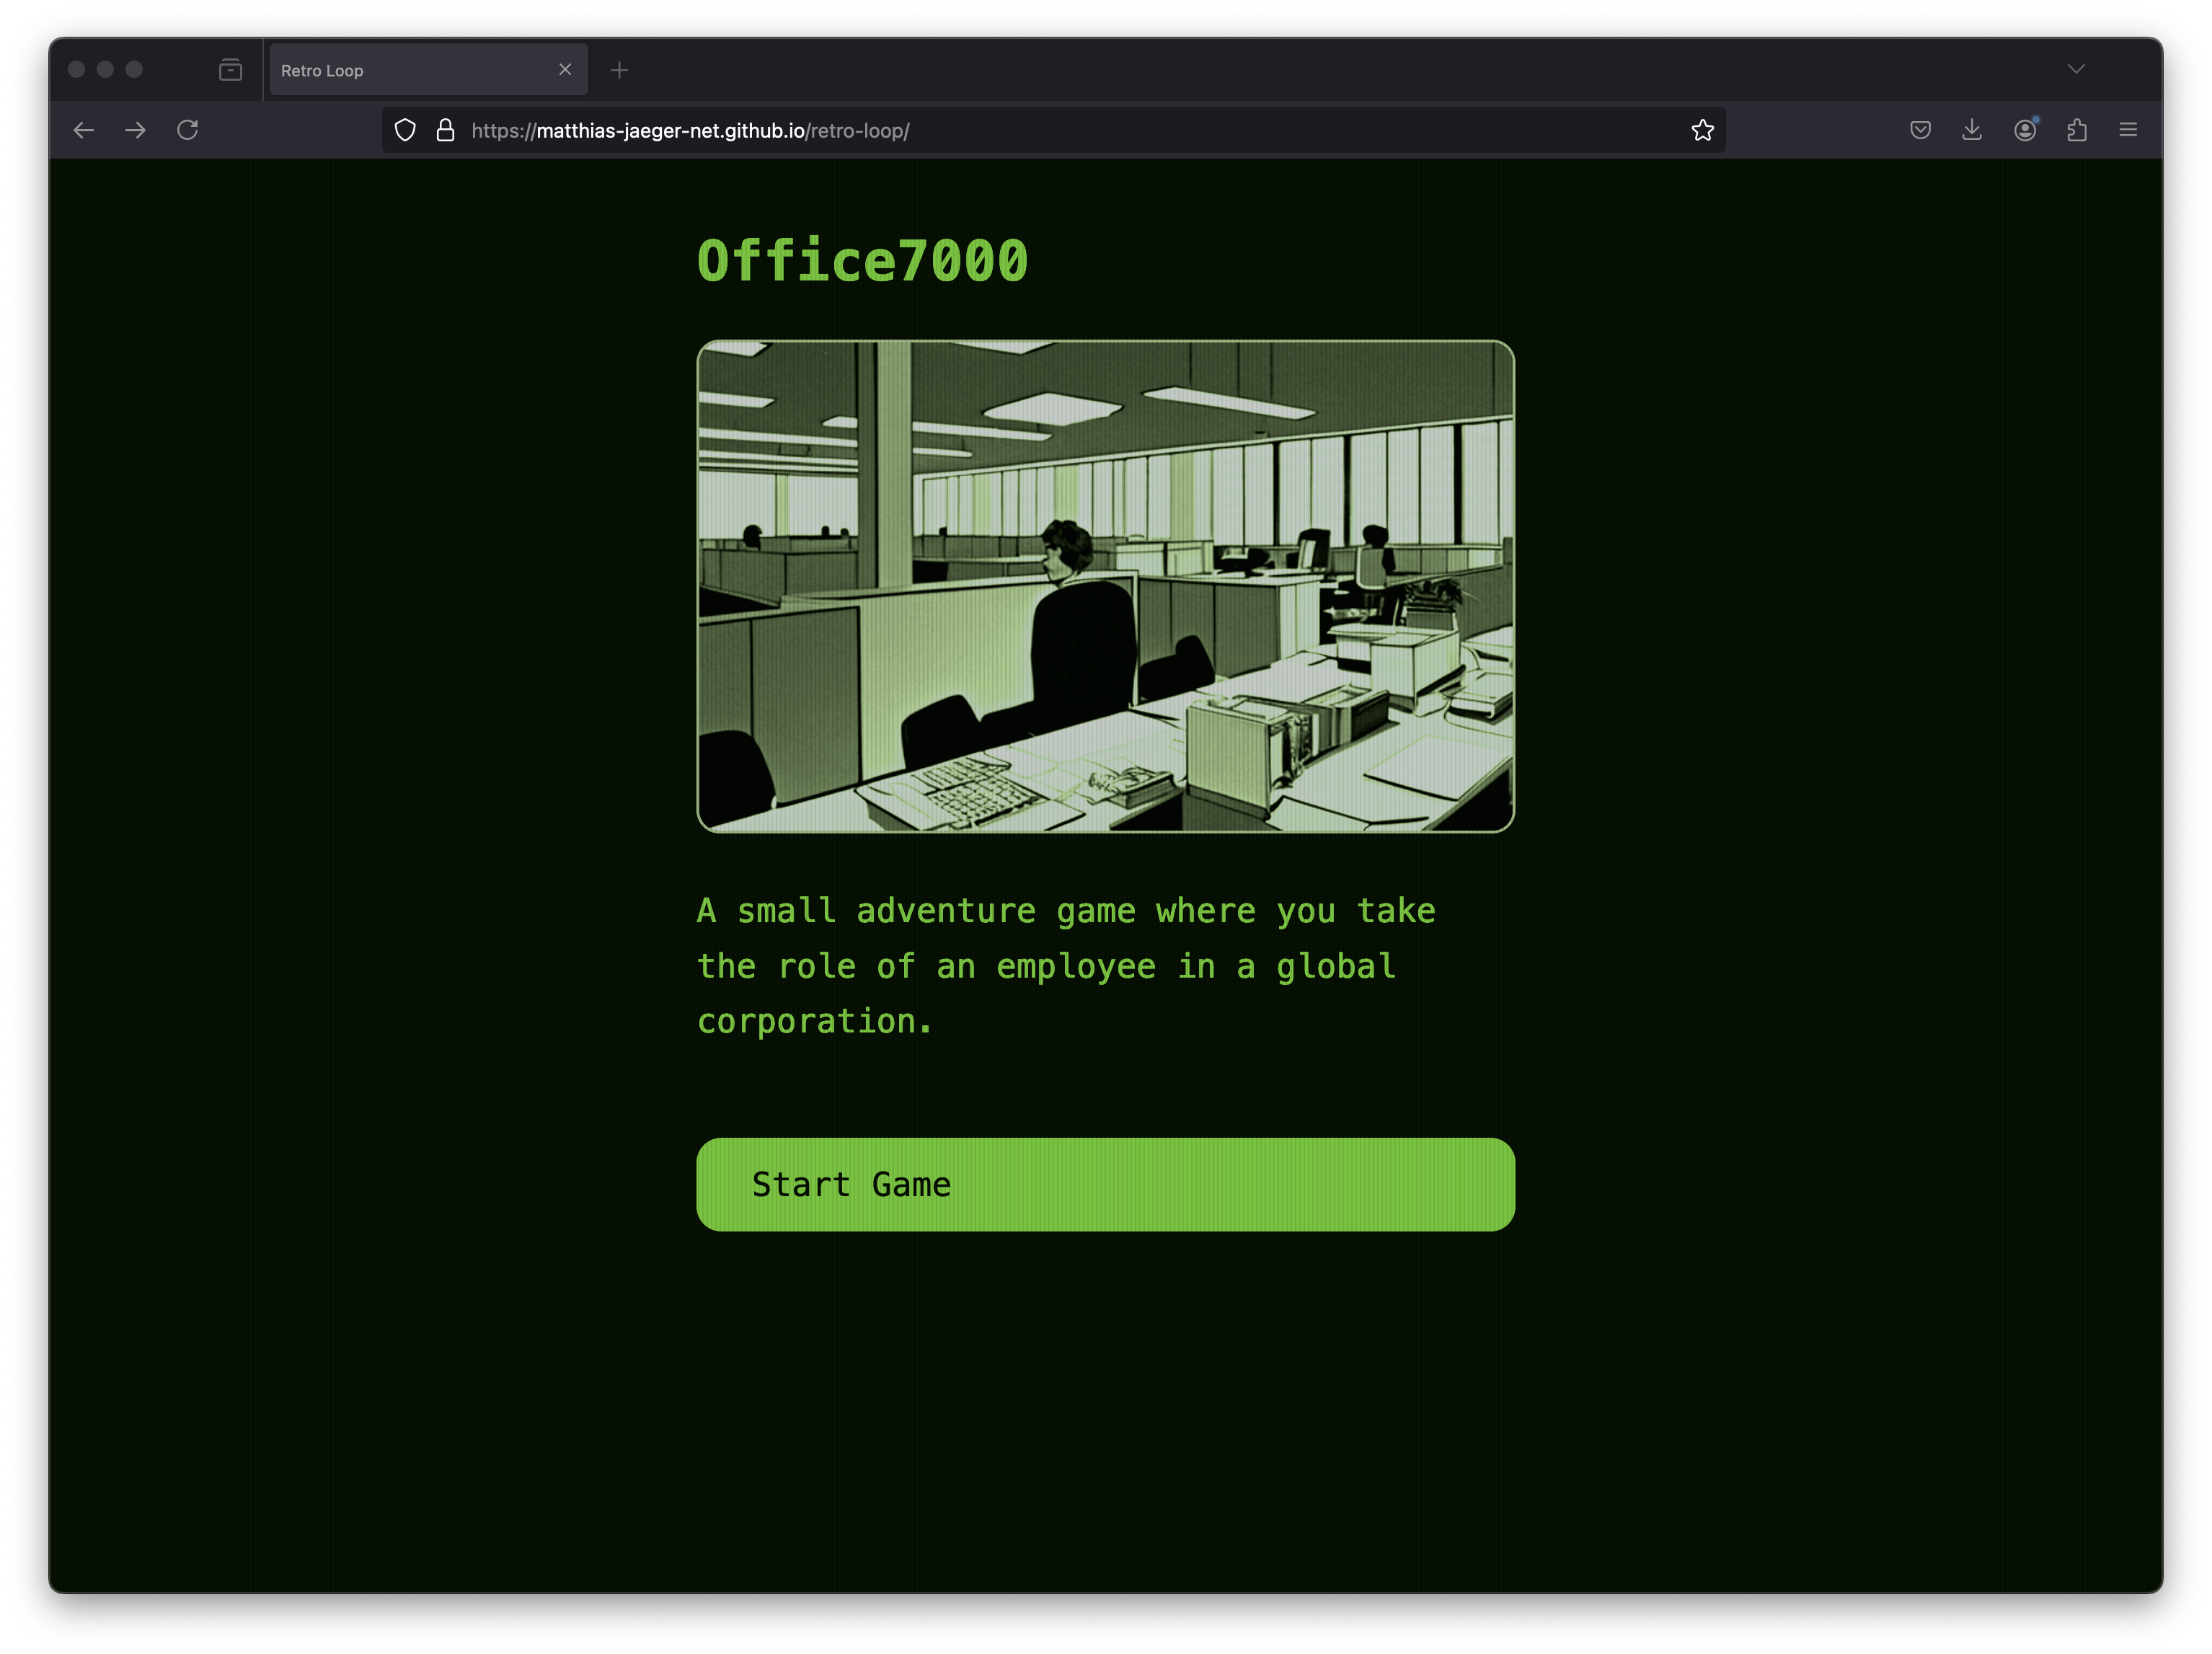 Retro Loop
https://matthias-jaeger-net.github.io/retro-loop/
Office7000
A small adventure game where you take
the role of an employee in a global
corporation.
Start Game